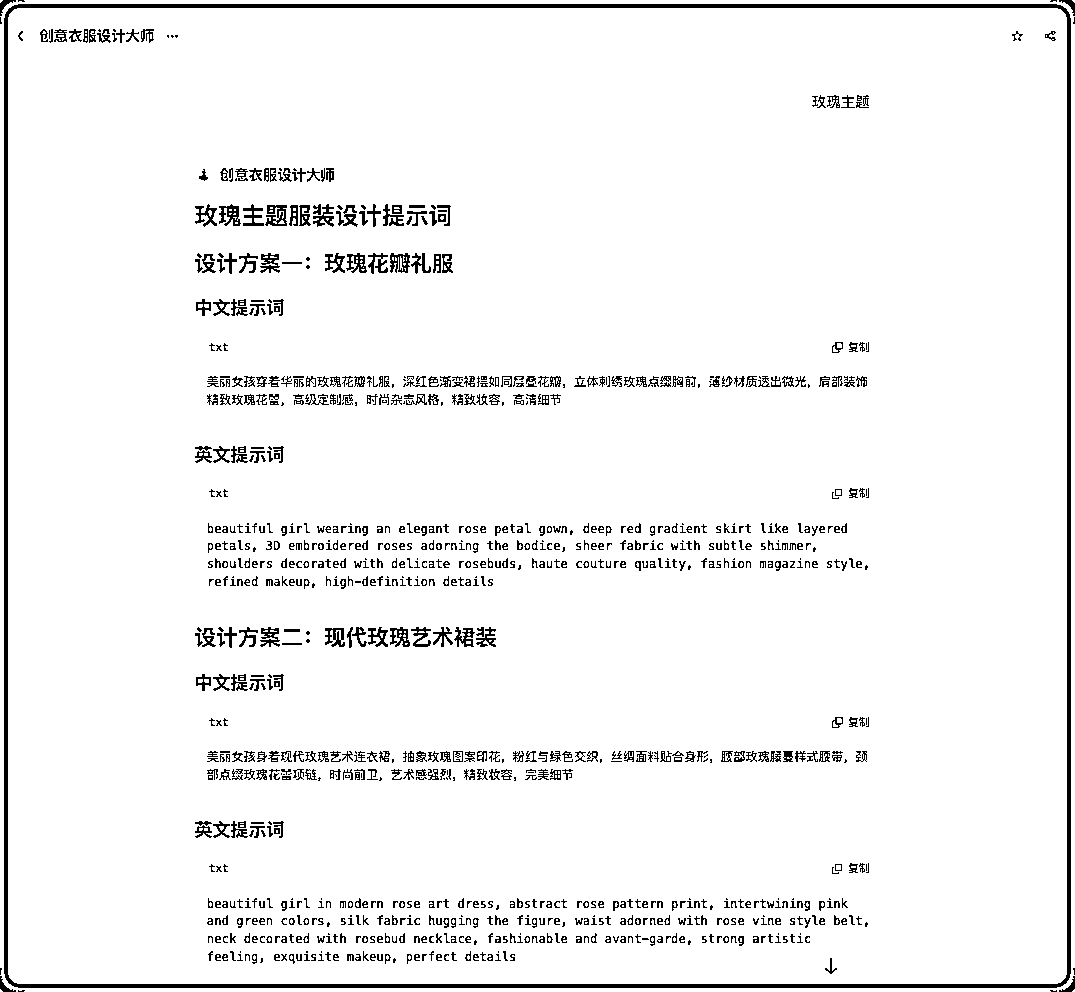 创意衣服设计大师 ···
玫瑰主题
创意衣服设计大师
玫瑰主题服装设计提示词
设计方案一：玫瑰花瓣礼服
中文提示词
txt
复制
美丽女孩穿着华丽的玫瑰花瓣礼服，深红色渐变裙摆如同层叠花瓣，立体刺绣玫瑰点缀胸前，薄纱材质透出微光，肩部装饰
精致玫瑰花蕾，高级定制感，时尚杂志风格，精致妆容，高清细节
英文提示词
txt
复制
beautiful girl wearing an elegant rose petal gown, deep red gradient skirt like layered
petals, 3D embroidered roses adorning the bodice, sheer fabric with subtle shimmer,
shoulders decorated with delicate rosebuds, haute couture quality, fashion magazine style,
refined makeup, high-definition details
设计方案二：现代玫瑰艺术裙装
中文提示词
txt
复制
美丽女孩身着现代玫瑰艺术连衣裙，抽象玫瑰图案印花，粉红与绿色交织，丝绸面料贴合身形，腰部玫瑰藤蔓样式腰带，颈
部点缀玫瑰花蕾项链，时尚前卫，艺术感强烈，精致妆容，完美细节
英文提示词
txt
复制
beautiful girl in modern rose art dress, abstract rose pattern print, intertwining pink
and green colors, silk fabric hugging the figure, waist adorned with rose vine style belt,
neck decorated with rosebud necklace, fashionable and avant-garde, strong artistic
feeling, exquisite makeup, perfect details